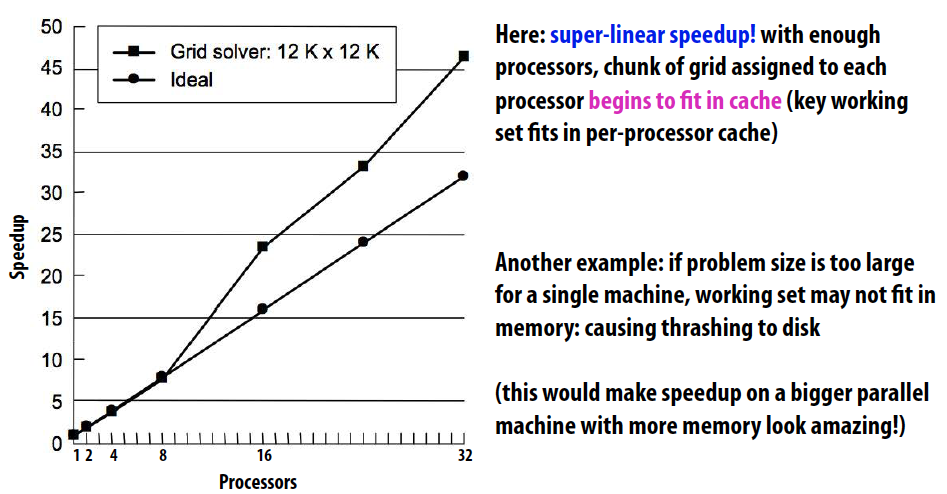 50
45
40
35
30
25
20
15
10
5
0
Speedup
Grid solver: 12 K x 12 K
Ideal
1 2 4 8 16 32
Processors
Here: super-linear speedup! with enough
processors, chunk of grid assigned to each
processor begins to fit in cache (key working
set fits in per-processor cache)
Another example: if problem size is too large
for a single machine, working set may not fit in
memory: causing thrashing to disk
(this would make speedup on a bigger parallel
machine with more memory look amazing!)